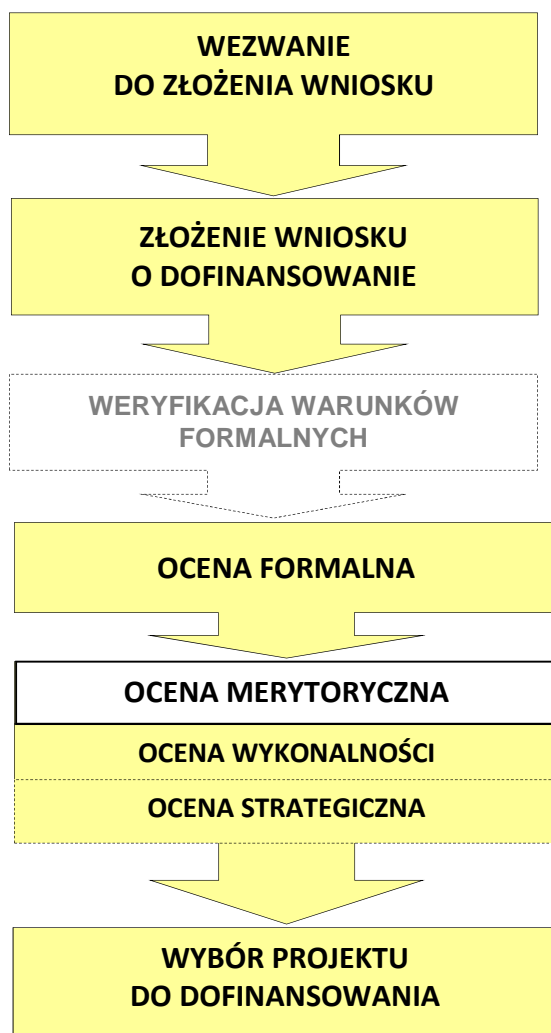 WEZWANIE
DO ZŁOŻENIA WNIOSKU
ZŁOŻENIE WNIOSKU
O DOFINANSOWANIE
WERYFIKACJA WARUNKÓW
FORMALNYCH
OCENA FORMALNA
OCENA MERYTORYCZNA
OCENA WYKONALNOŚCI
OCENA STRATEGICZNA
WYBÓR PROJEKTU
DO DOFINANSOWANIA